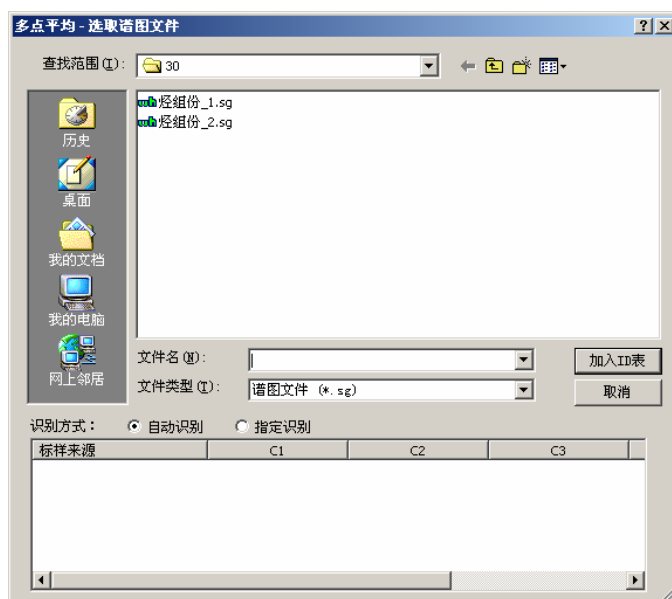 多点平均 - 选取谱图文件
查找范围(I):
30
烃组份_1.sg
烃组份_2.sg
历史
桌面
我的文档
我的电脑
网上邻居
文件名(N):
加入ID表
文件类型(T):
谱图文件 (*.sg)
取消
识别方式：
自动识别
指定识别
标样来源 C1 C2 C3